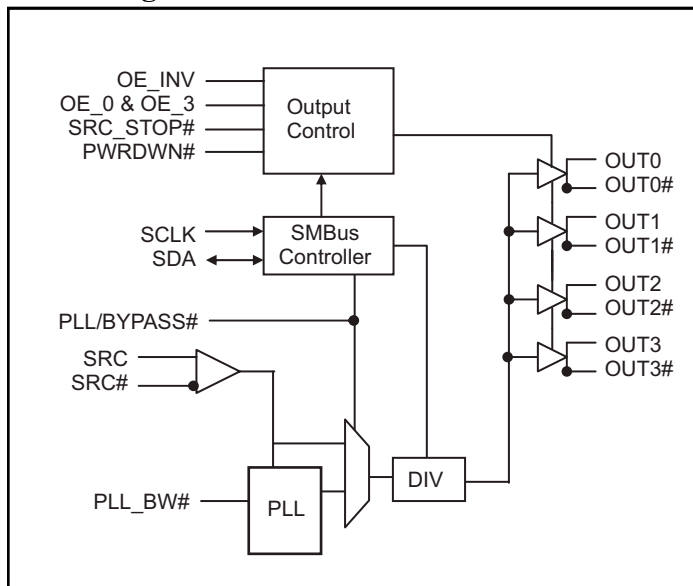 OE_INV
OE_0 & OE_3
SRC_STOP#
PWRDWN#
Output
Control
SCLK
SDA
SMBus
Controller
PLL/BYPASS#
SRC
SRC#
PLL_BW#
PLL
DIV
OUT0
OUT0#
OUT1
OUT1#
OUT2
OUT2#
OUT3
OUT3#